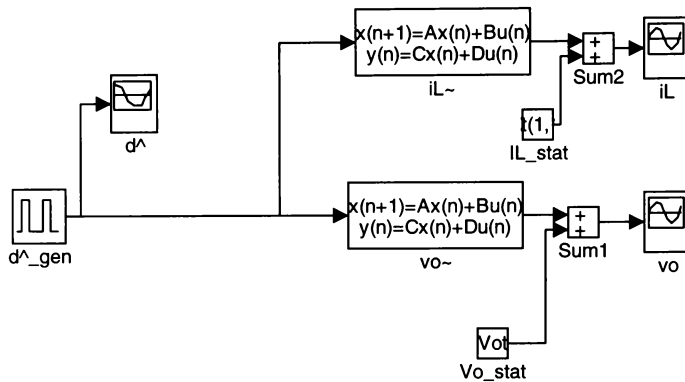 x(n+1)=Ax(n)+Bu(n)
y(n)=Cx(n)+Du(n)
iL~
+
+
Sum2
iL
d^
t(1,
IL_stat
d^_gen
x(n+1)=Ax(n)+Bu(n)
y(n)=Cx(n)+Du(n)
vo~
+
+
Sum1
vo
Vot
Vo_stat